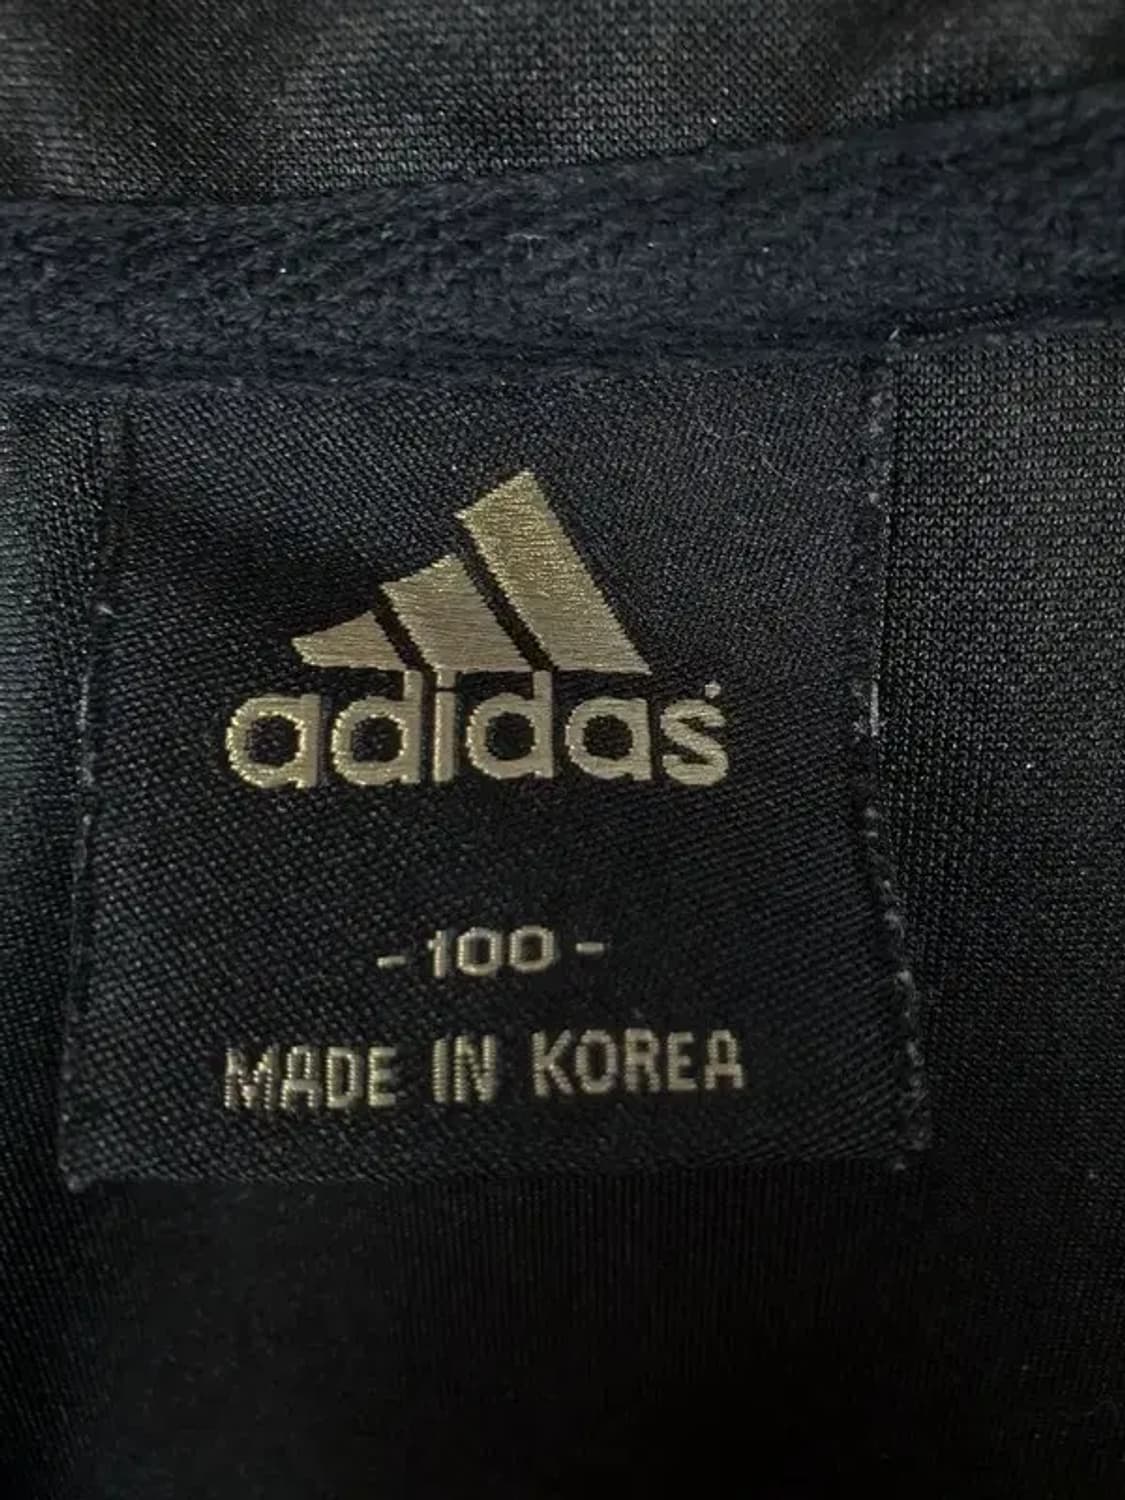 adidas
- 100 -
MADE IN KOREA